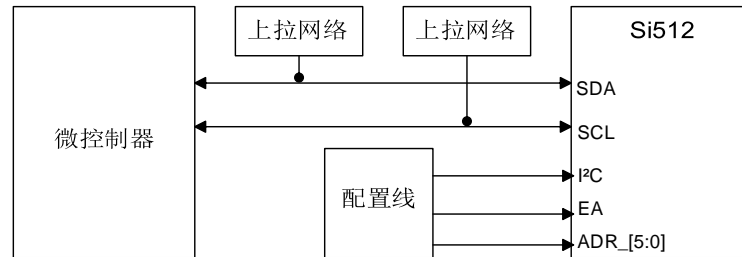 上拉网络
上拉网络
Si512
SDA
微控制器
SCL
I²C
配置线
EA
ADR_[5:0]